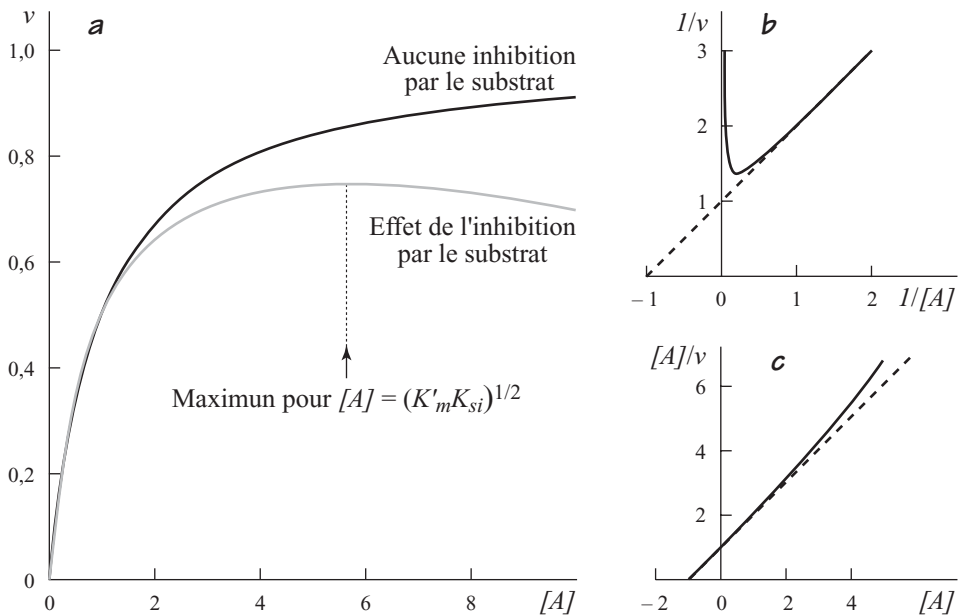 v
a
1,0
0,8
0,6
0,4
0,2
0
0
2
4
6
8
[A]
Aucune inhibition
par le substrat
Effet de l'inhibition
par le substrat
Maximun pour [A] = (K'mKsi)1/2
1/v
b
3
2
1
– 1
0
1
2
1/[A]
[A]/v
c
6
4
2
– 2
0
2
4
[A]